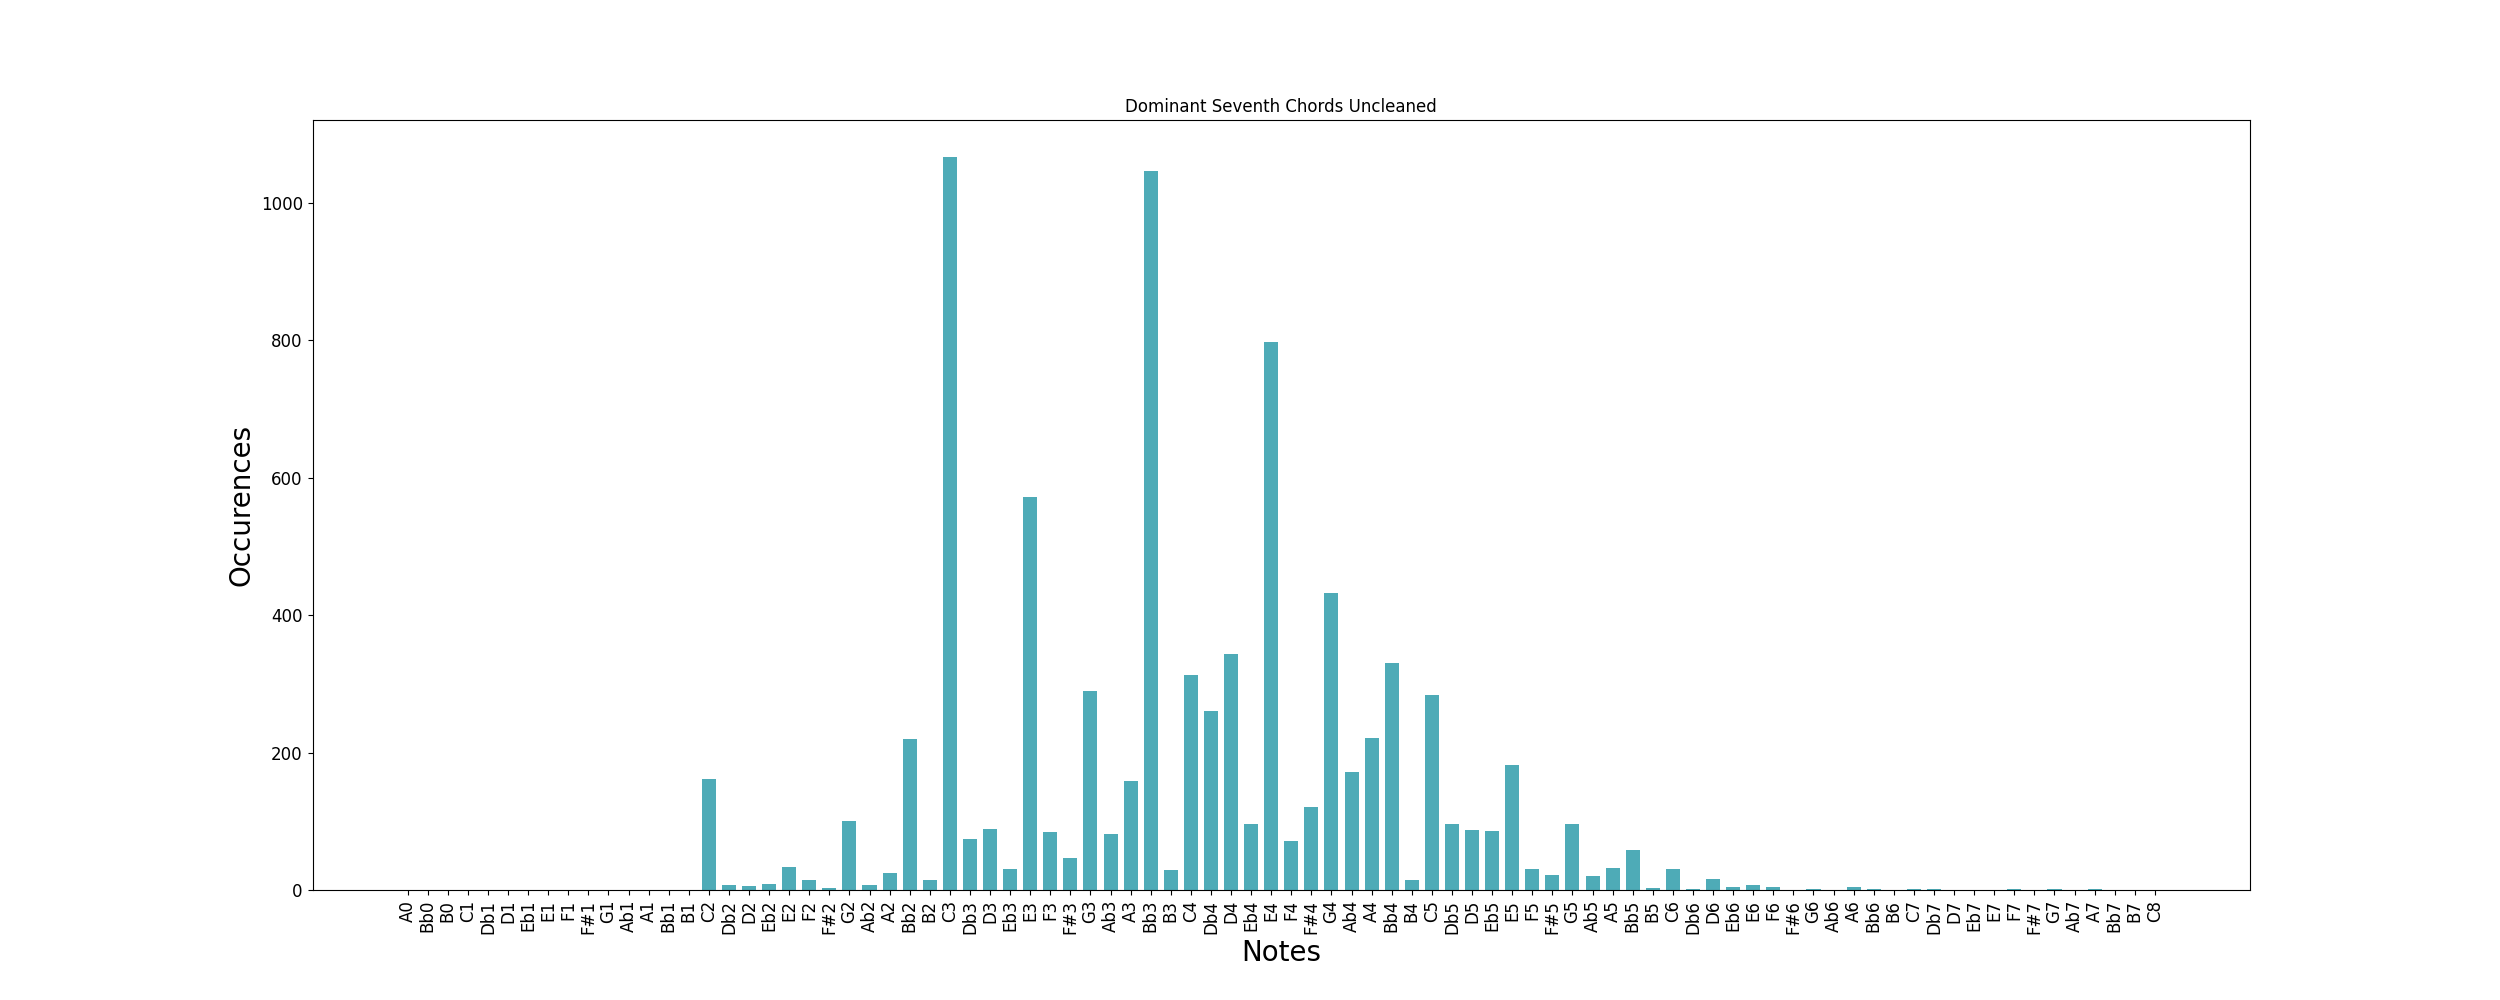 Dominant Seventh Chords Uncleaned
1000
800
600
400
200
0
Occurences
A0 Bb0 B0 C1 Db1 D1 Eb1 E1 F1 F#1 G1 Ab1 A1 Bb1 B1 C2 Db2 D2 Eb2 E2 F2 F#2 G2 Ab2 A2 Bb2 B2 C3 Db3 D3 Eb3 E3 F3 F#3 G3 Ab3 A3 Bb3 B3 C4 Db4 D4 Eb4 E4 F4 F#4 G4 Ab4 A4 Bb4 B4 C5 Db5 D5 Eb5 E5 F5 F#5 G5 Ab5 A5 Bb5 B5 C6 Db6 D6 Eb6 E6 F6 F#6 G6 Ab6 A6 Bb6 B6 C7 Db7 D7 Eb7 E7 F7 F#7 G7 Ab7 A7 Bb7 B7 C8
Notes